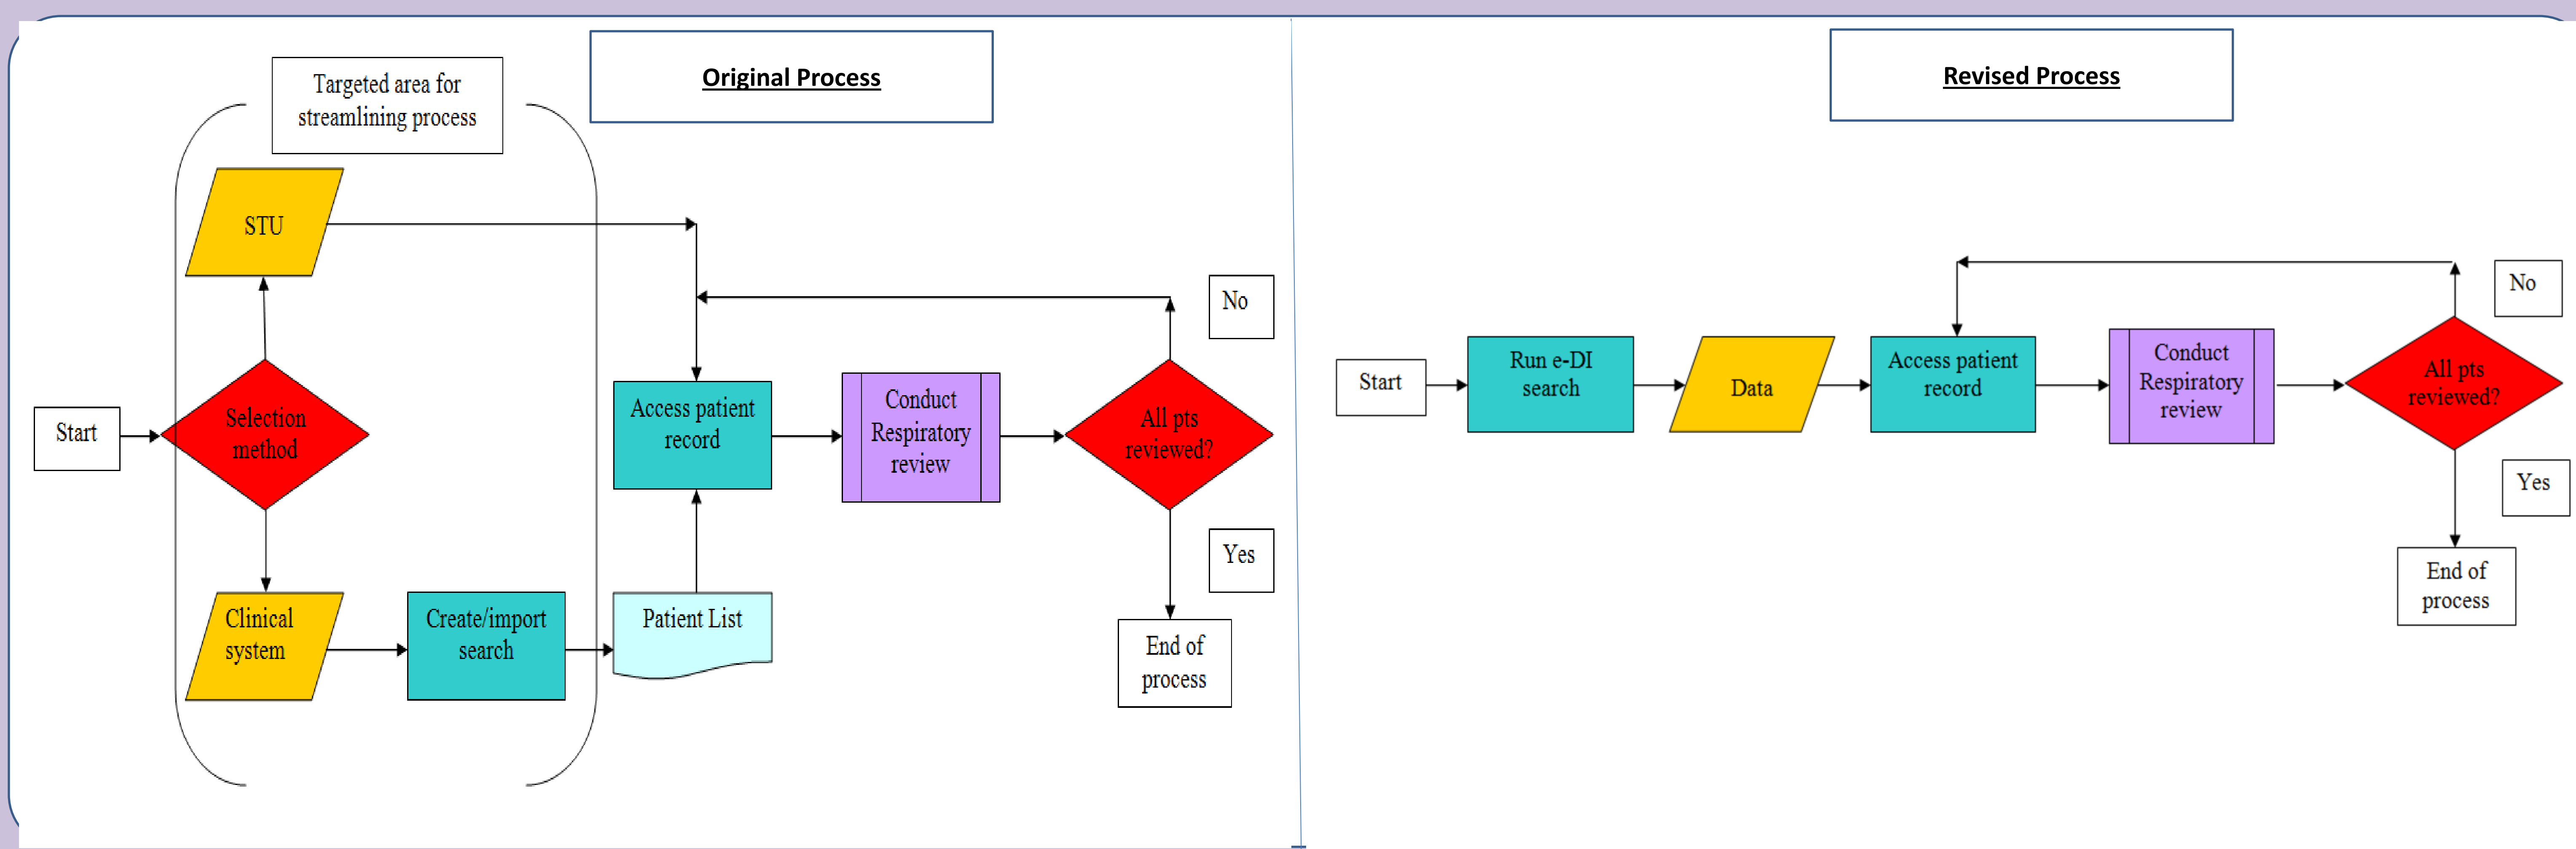 Original Process
Targeted area for
streamlining process
STU
No
Start
Selection
method
Access patient
record
Conduct
Respiratory
review
All pts
reviewed?
Yes
Clinical
system
Create/import
search
Patient List
End of
process
Revised Process
No
Start
Run e-DI
search
Data
Access patient
record
Conduct
Respiratory
review
All pts
reviewed?
Yes
End of
process